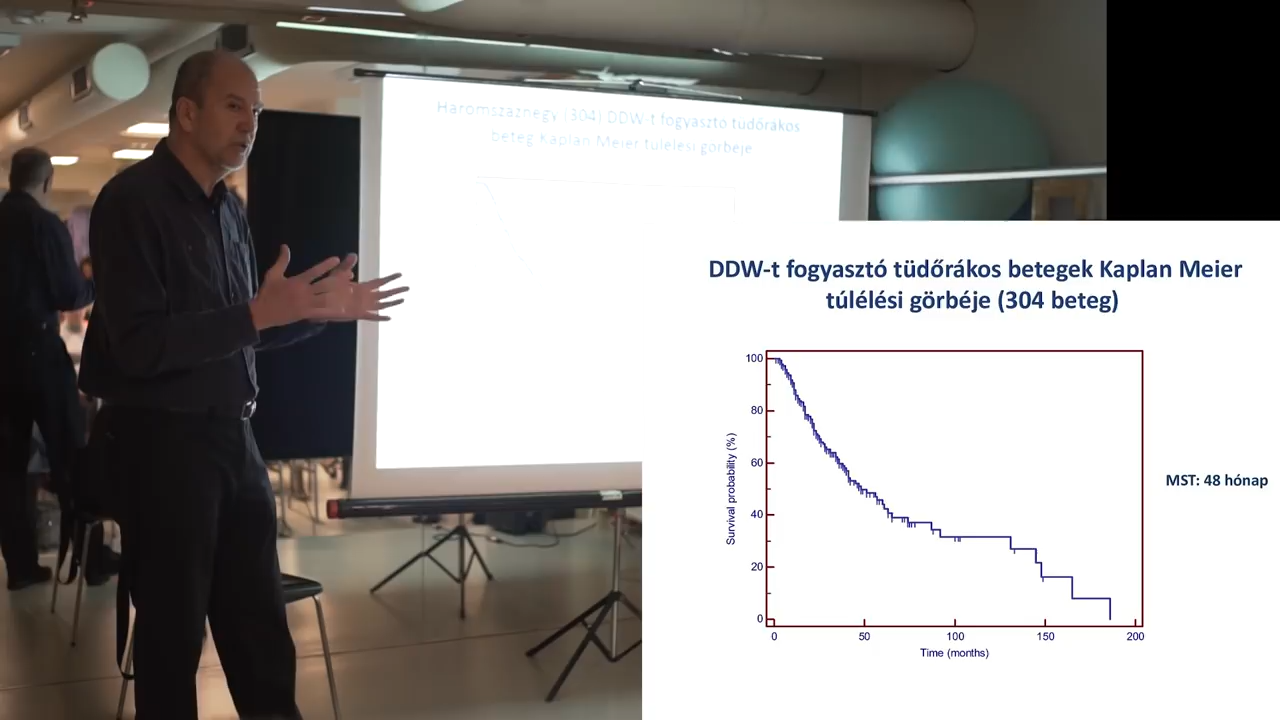 Háromszáznégy (304) DDW-t fogyasztó tüdőrákos
beteg Kaplan Meier túlélési görbéje
DDW-t fogyasztó tüdőrákos betegek Kaplan Meier
túlélési görbéje (304 beteg)
100
80
60
40
20
0
Survival probability (%)
0 50 100 150 200
Time (months)
MST: 48 hónap